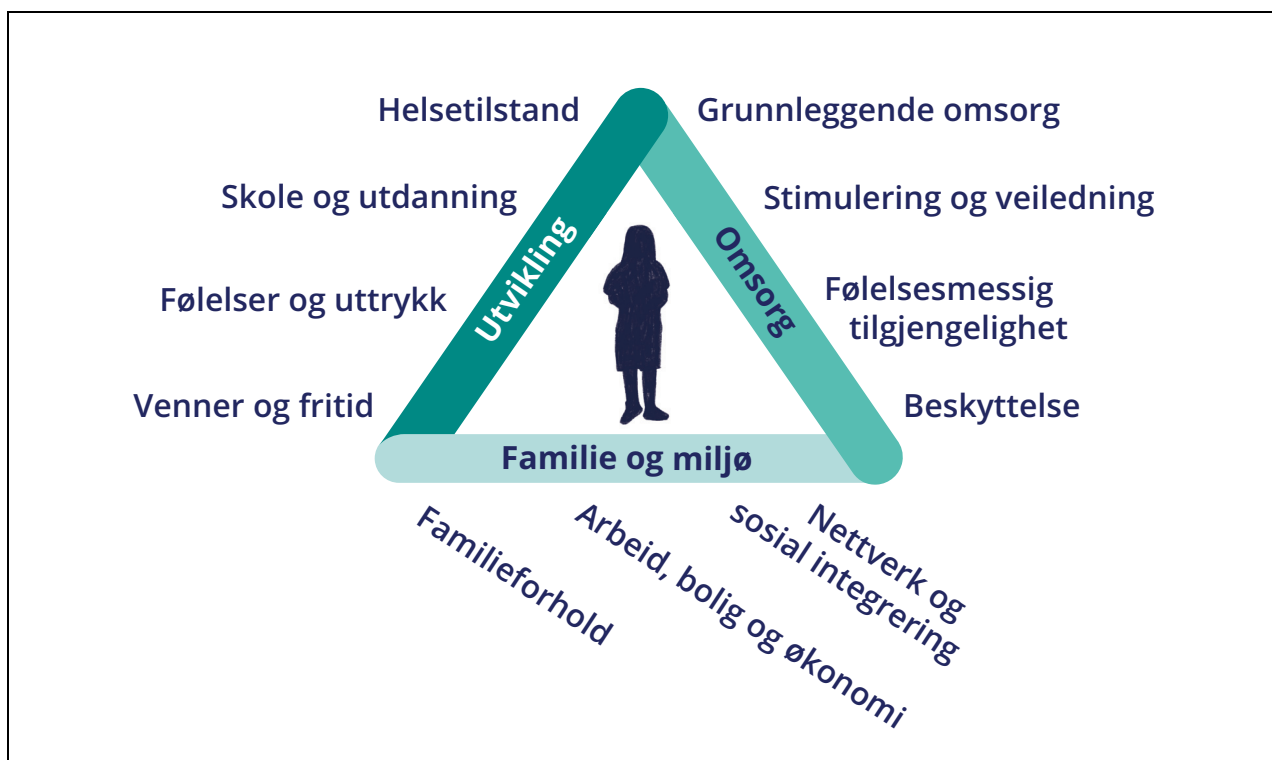 Helsetilstand
Grunnleggende omsorg
Skole og utdanning
Stimulering og veiledning
Utvikling
Omsorg
Følelser og uttrykk
Følelsesmessig
tilgjengelighet
Venner og fritid
Beskyttelse
Familie og miljø
Familieforhold
Arbeid, bolig og økonomi
Nettverk og
sosial integrering